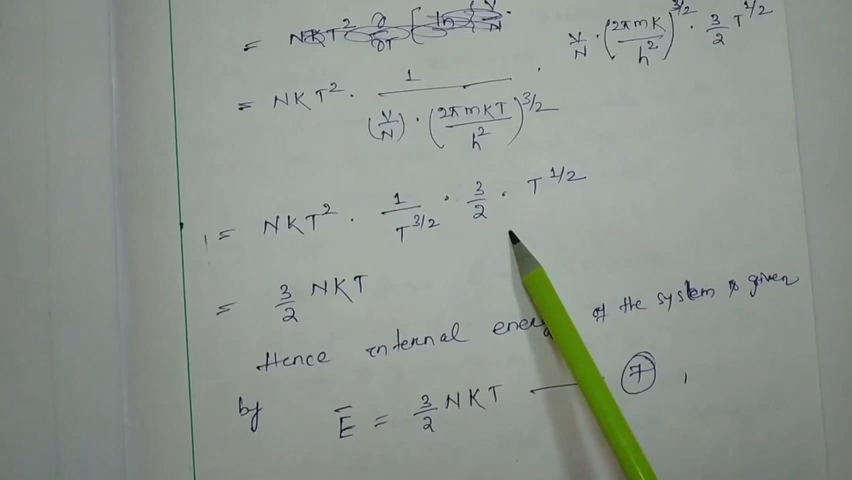 = NKT² ∂/∂T [ln{V/N ·
= NKT² · 1/((V/N) · (2πmKT/h²)^3/2) · V/N · (2πmK/h²)^3/2 · 3/2 T^1/2
= NKT² · 1/T^3/2 · 3/2 · T^1/2
= 3/2 NKT
Hence internal energy of the system is given
by E̅ = 3/2 NKT —— (7)